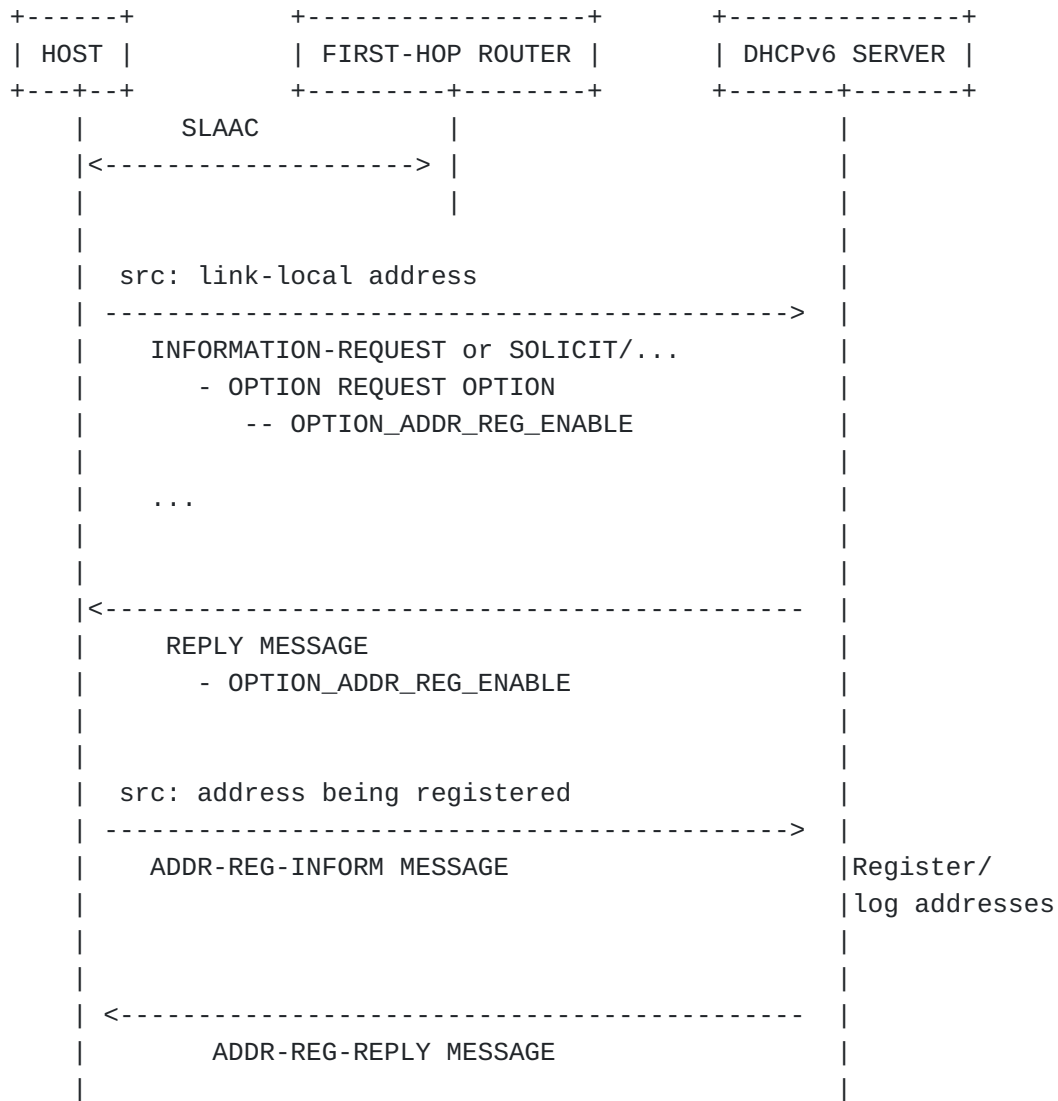 HOST FIRST-HOP ROUTER DHCPv6 SERVER
SLAAC
src: link-local address
INFORMATION-REQUEST or SOLICIT/...
- OPTION REQUEST OPTION
-- OPTION_ADDR_REG_ENABLE
...
REPLY MESSAGE
- OPTION_ADDR_REG_ENABLE
src: address being registered
ADDR-REG-INFORM MESSAGE Register/
log addresses
ADDR-REG-REPLY MESSAGE